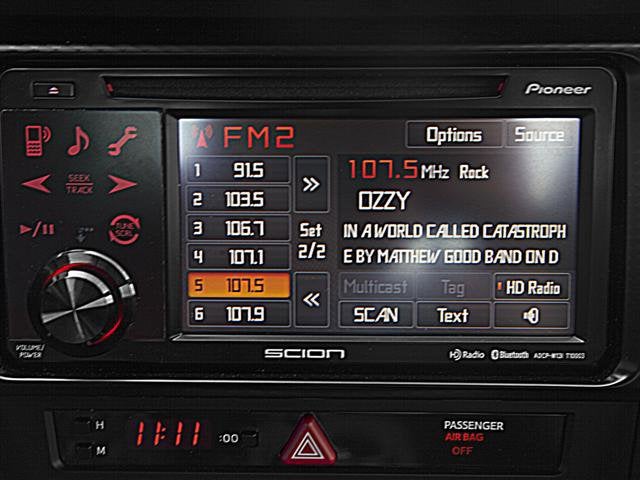 Pioneer
FM2
Options
Source
1 91.5
2 103.5
3 106.7
4 107.1
5 107.5
6 107.9
Set
2/2
107.5 MHz Rock
OZZY
IN A WORLD CALLED CATASTROPH
E BY MATTHEW GOOD BAND ON D
Multicast
Tag
HD Radio
SCAN
Text
SEEK
TRACK
TUNE
SCRL
VOLUME/
POWER
SCION
HD Radio
Bluetooth
H
M
11:11
:00
PASSENGER
AIR BAG
OFF